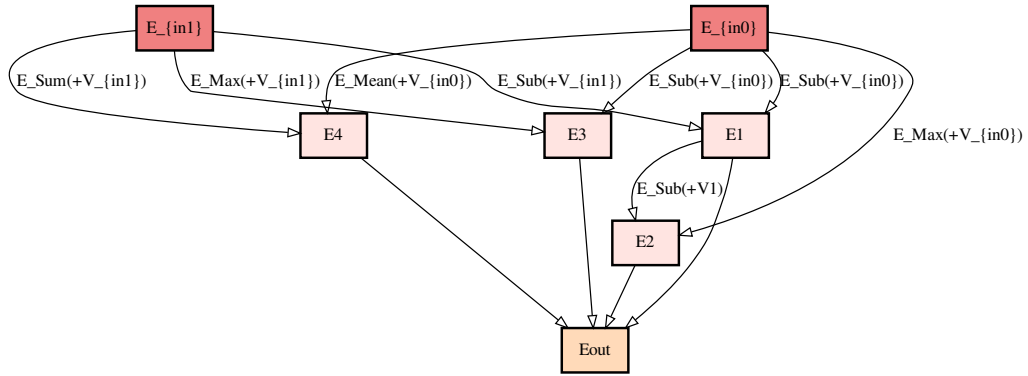 E_{in1}
E_{in0}
E_Sum(+V_{in1})
E_Max(+V_{in1})
E_Mean(+V_{in0})
E_Sub(+V_{in1})
E_Sub(+V_{in0})
E_Sub(+V_{in0})
E_Max(+V_{in0})
E4
E3
E1
E_Sub(+V1)
E2
Eout